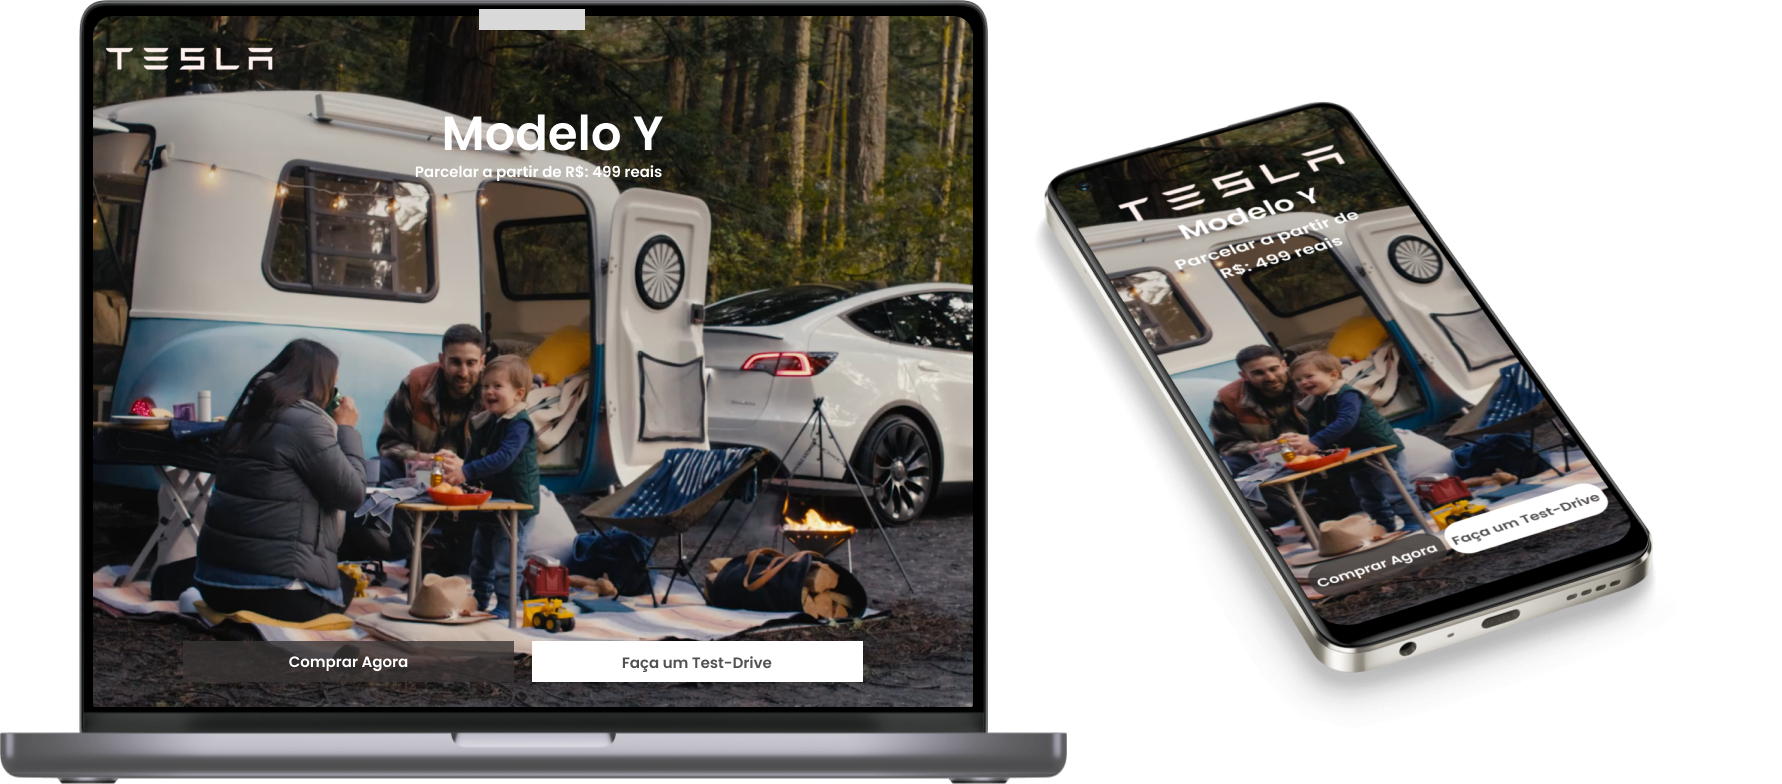 TESLA
Modelo Y
Parcelar a partir de R$: 499 reais
Comprar Agora
Faça um Test-Drive
TESLA
Modelo Y
Parcelar a partir de
R$: 499 reais
Comprar Agora
Faça um Test-Drive